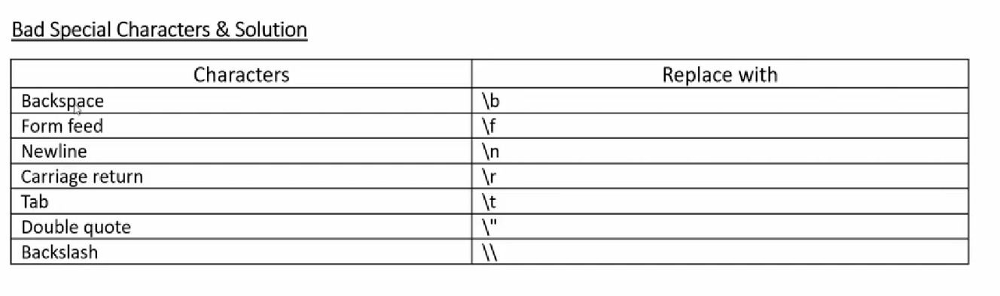 Bad Special Characters & Solution
Characters Replace with
Backspace \b
Form feed \f
Newline \n
Carriage return \r
Tab \t
Double quote \"
Backslash \\